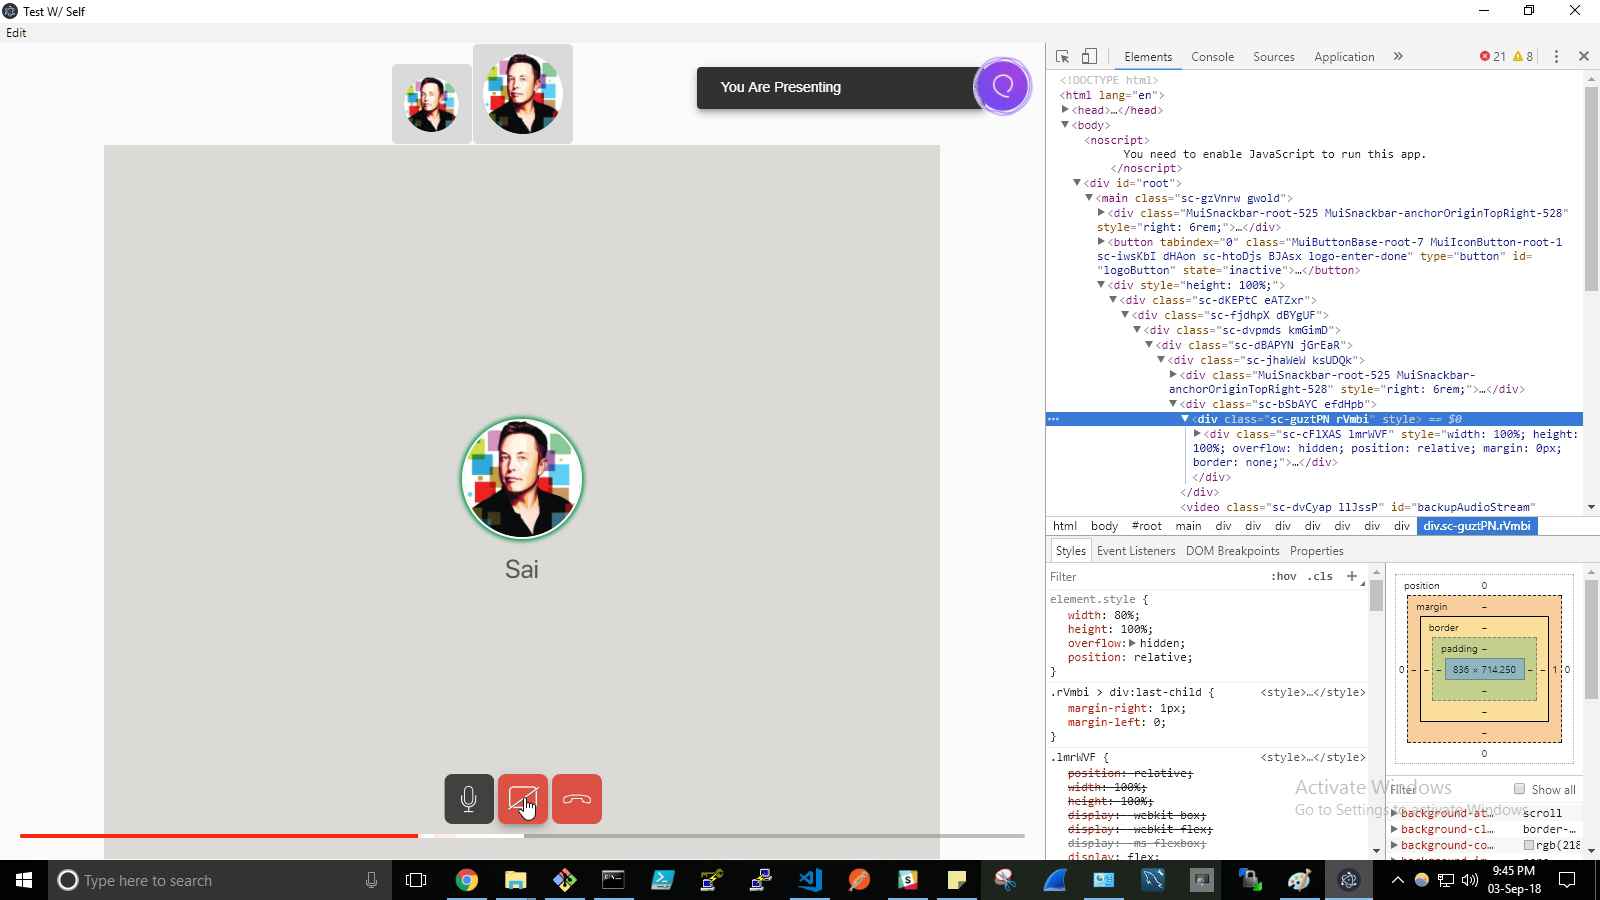 Test W/ Self
Edit
You Are Presenting
Sai
Elements Console Sources Application » 21 8
<!DOCTYPE html>
<html lang="en">
<head>…</head>
<body>
<noscript>
You need to enable JavaScript to run this app.
</noscript>
<div id="root">
<main class="sc-gzVnrw gwold">
<div class="MuiSnackbar-root-525 MuiSnackbar-anchorOriginTopRight-528"
style="right: 6rem;">…</div>
<button tabindex="0" class="MuiButtonBase-root-7 MuiIconButton-root-1
sc-iwsKbI dHAon sc-htoDjs BJAsx logo-enter-done" type="button" id=
"logoButton" state="inactive">…</button>
<div style="height: 100%;">
<div class="sc-dKEPtC eATZxr">
<div class="sc-fjdhpX dBYgUF">
<div class="sc-dvpmds kmGimD">
<div class="sc-dBAPYN jGrEaR">
<div class="sc-jhaWeW ksUDQk">
<div class="MuiSnackbar-root-525 MuiSnackbar-
anchorOriginTopRight-528" style="right: 6rem;">…</div>
<div class="sc-bSbAYC efdHpb">
<div class="sc-guztPN rVmbi" style> == $0
<div class="sc-cFlXAS lmrWVF" style="width: 100%; height:
100%; overflow: hidden; position: relative; margin: 0px;
border: none;">…</div>
</div>
</div>
<video class="sc-dvCyap llJssP" id="backupAudioStream"
html body #root main div div div div div div div div.sc-guztPN.rVmbi
Styles Event Listeners DOM Breakpoints Properties
Filter :hov .cls +
element.style {
width: 80%;
height: 100%;
overflow: hidden;
position: relative;
}
.rVmbi > div:last-child { <style>…</style>
margin-right: 1px;
margin-left: 0;
}
.lmrWVF { <style>…</style>
position: relative;
width: 100%;
height: 100%;
display: -webkit-box;
display: -webkit-flex;
display: -ms-flexbox;
display: flex;
position 0
margin -
border -
padding -
0 - - - 836 × 714.250 - - 1 0
-
-
-
0
Activate Windows
Go to Settings to activate Windows.
Filter Show all
background-at… scroll
background-cl… border-…
background-co… rgb(218
Type here to search
9:45 PM
03-Sep-18